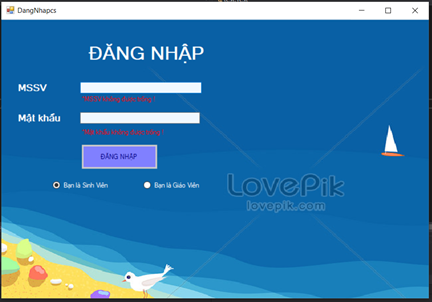 DangNhapcs
ĐĂNG NHẬP
MSSV
*MSSV không được trống !
Mật khẩu
*Mật khẩu không được trống !
ĐĂNG NHẬP
Bạn là Sinh Viên
Bạn là Giáo Viên
LovePik
lovepik.com